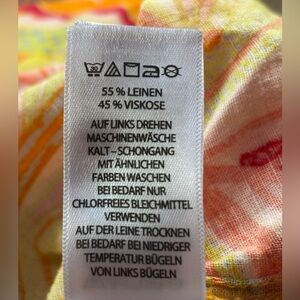 55 % LEINEN
45 % VISKOSE
AUF LINKS DREHEN
MASCHINENWÄSCHE
KALT – SCHONGANG
MIT ÄHNLICHEN
FARBEN WASCHEN
BEI BEDARF NUR
CHLORFREIES BLEICHMITTEL
VERWENDEN
AUF DER LEINE TROCKNEN
BEI BEDARF BEI NIEDRIGER
TEMPERATUR BÜGELN
VON LINKS BÜGELN